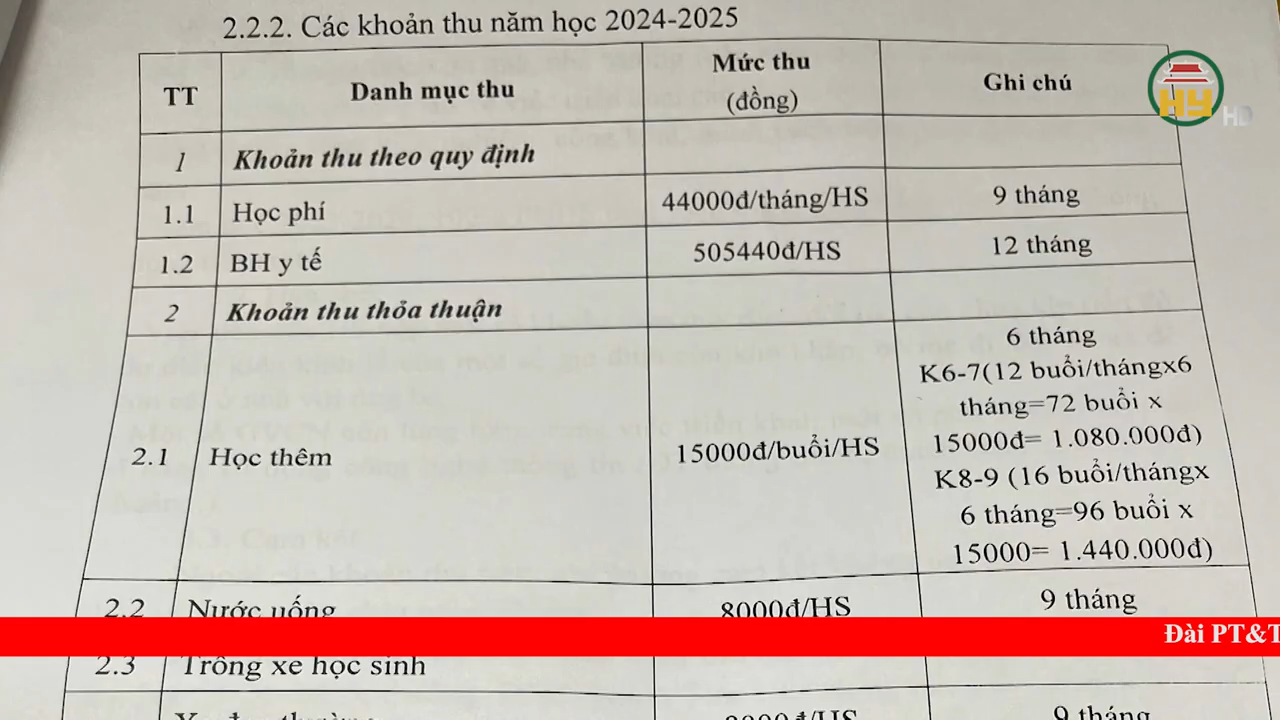 2.2.2. Các khoản thu năm học 2024-2025
TT Danh mục thu Mức thu (đồng) Ghi chú
1 Khoản thu theo quy định
1.1 Học phí 44000đ/tháng/HS 9 tháng
1.2 BH y tế 505440đ/HS 12 tháng
2 Khoản thu thỏa thuận
2.1 Học thêm 15000đ/buổi/HS
6 tháng
K6-7(12 buổi/thángx6
tháng=72 buổi x
15000đ= 1.080.000đ)
K8-9 (16 buổi/thángx
6 tháng=96 buổi x
15000= 1.440.000đ)
2.2 Nước uống 8000đ/HS 9 tháng
Đài PT&T
2.3 Trông xe học sinh
9 tháng
HY HD